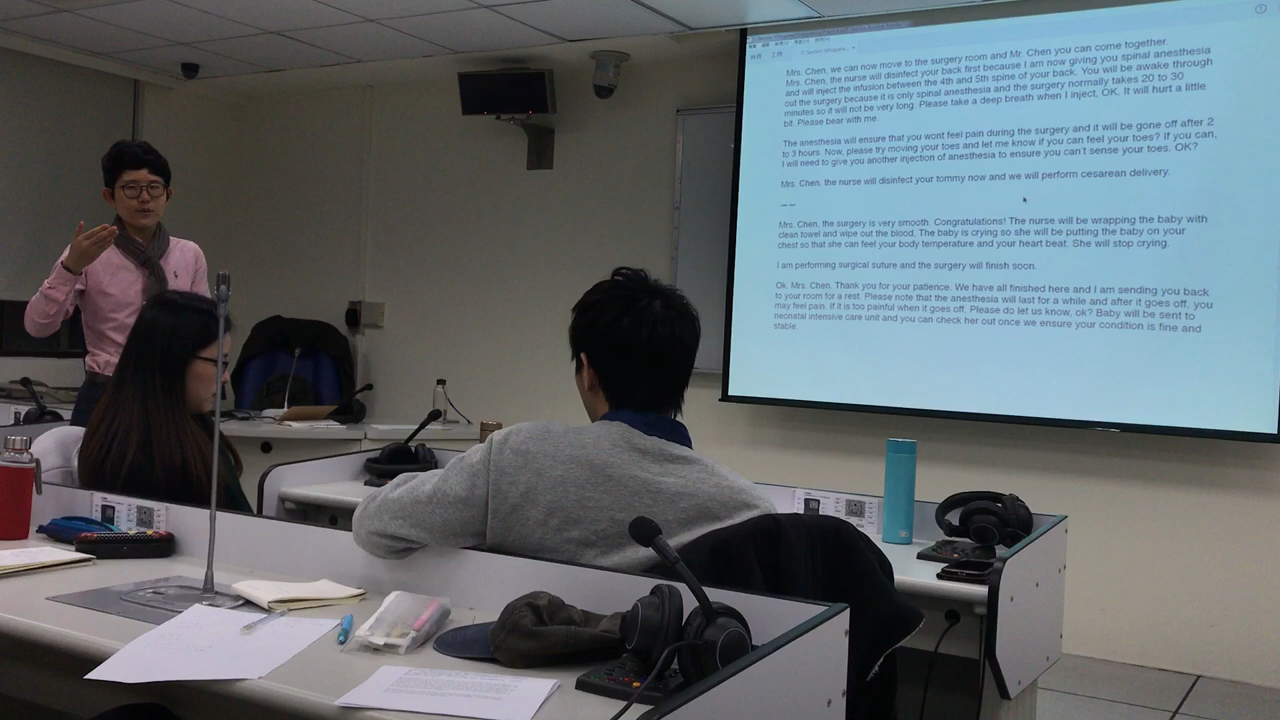 C-Section Whispere...
Mrs. Chen, we can now move to the surgery room and Mr. Chen you can come together.
Mrs. Chen, the nurse will disinfect your back first because I am now giving you spinal anesthesia
and will inject the infusion between the 4th and 5th spine of your back. You will be awake through
out the surgery because it is only spinal anesthesia and the surgery normally takes 20 to 30
minutes so it will not be very long. Please take a deep breath when I inject, OK. It will hurt a little
bit. Please bear with me.
The anesthesia will ensure that you wont feel pain during the surgery and it will be gone off after 2
to 3 hours. Now, please try moving your toes and let me know if you can feel your toes? If you can,
I will need to give you another injection of anesthesia to ensure you can't sense your toes. OK?
Mrs. Chen, the nurse will disinfect your tommy now and we will perform cesarean delivery.
— —
Mrs. Chen, the surgery is very smooth. Congratulations! The nurse will be wrapping the baby with
clean towel and wipe out the blood. The baby is crying so she will be putting the baby on your
chest so that she can feel your body temperature and your heart beat. She will stop crying.
I am performing surgical suture and the surgery will finish soon.
Ok. Mrs. Chen. Thank you for your patience. We have all finished here and I am sending you back
to your room for a rest. Please note that the anesthesia will last for a while and after it goes off, you
may feel pain. If it is too painful when it goes off. Please do let us know, ok? Baby will be sent to
neonatal intensive care unit and you can check her out once we ensure your condition is fine and
stable.